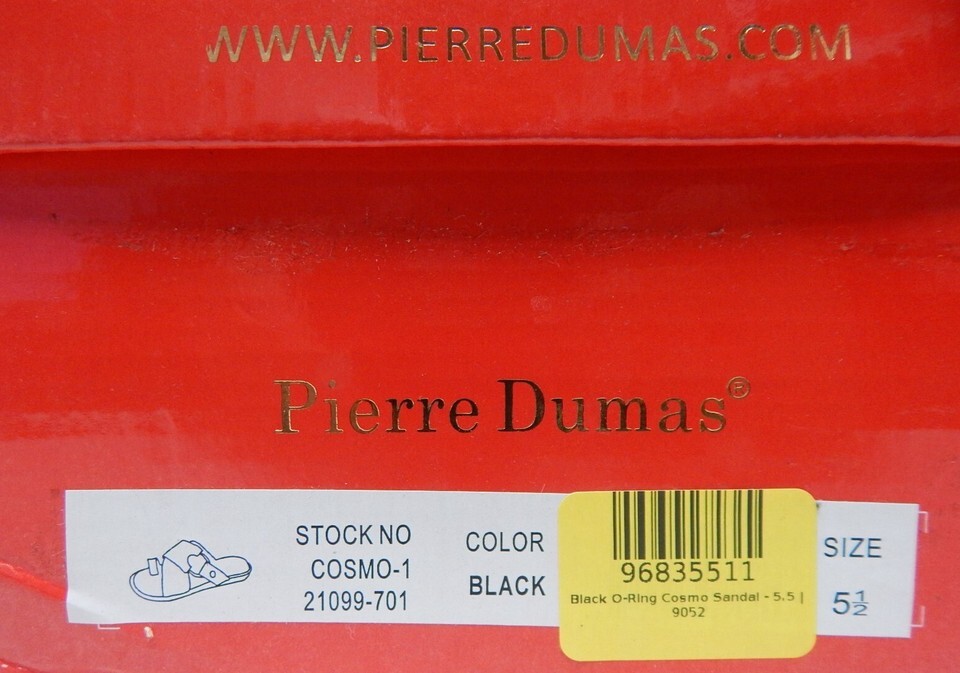 WWW.PIERREDUMAS.COM
Pierre Dumas®
STOCK NO
COSMO-1
21099-701
COLOR
BLACK
96835511
Black O-Ring Cosmo Sandal - 5.5 |
9052
SIZE
5½